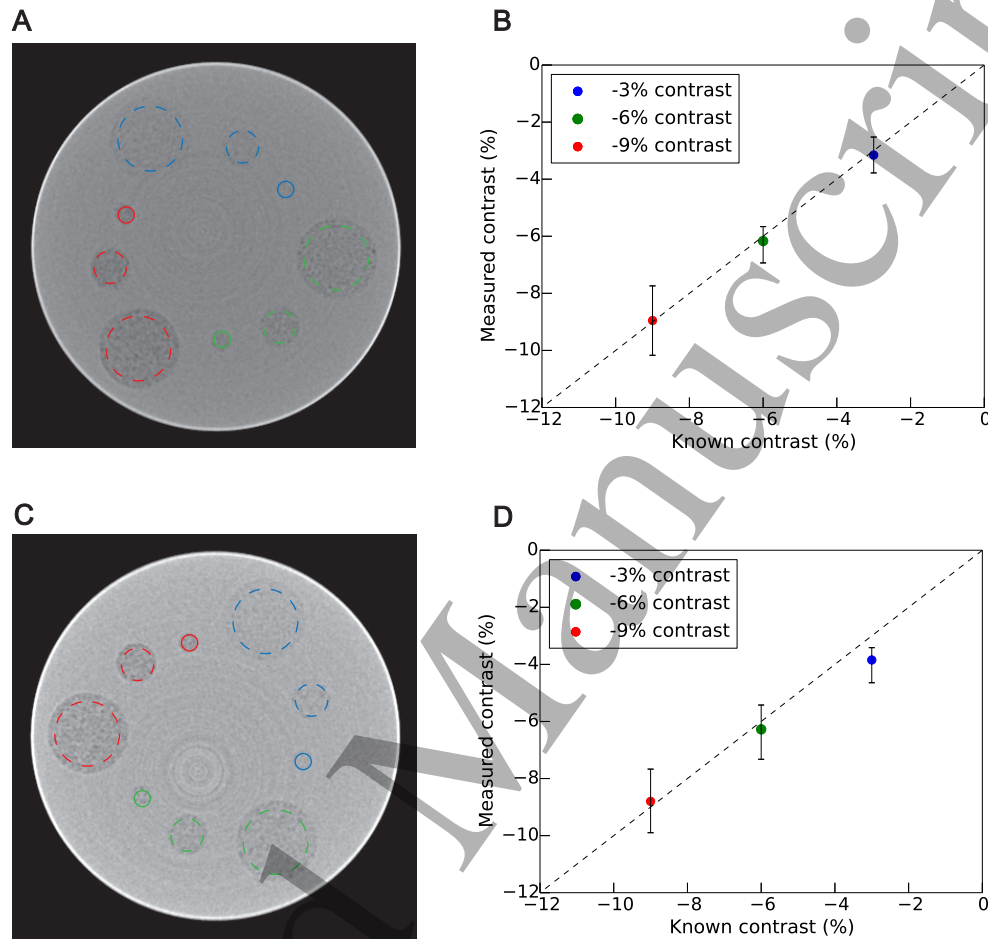 A
B
0
−2
−4
−6
−8
−10
−12
−12
−10
−8
−6
−4
−2
0
Measured contrast (%)
Known contrast (%)
-3% contrast
-6% contrast
-9% contrast
C
D
0
−2
−4
−6
−8
−10
−12
−12
−10
−8
−6
−4
−2
0
Measured contrast (%)
Known contrast (%)
-3% contrast
-6% contrast
-9% contrast
Manuscri